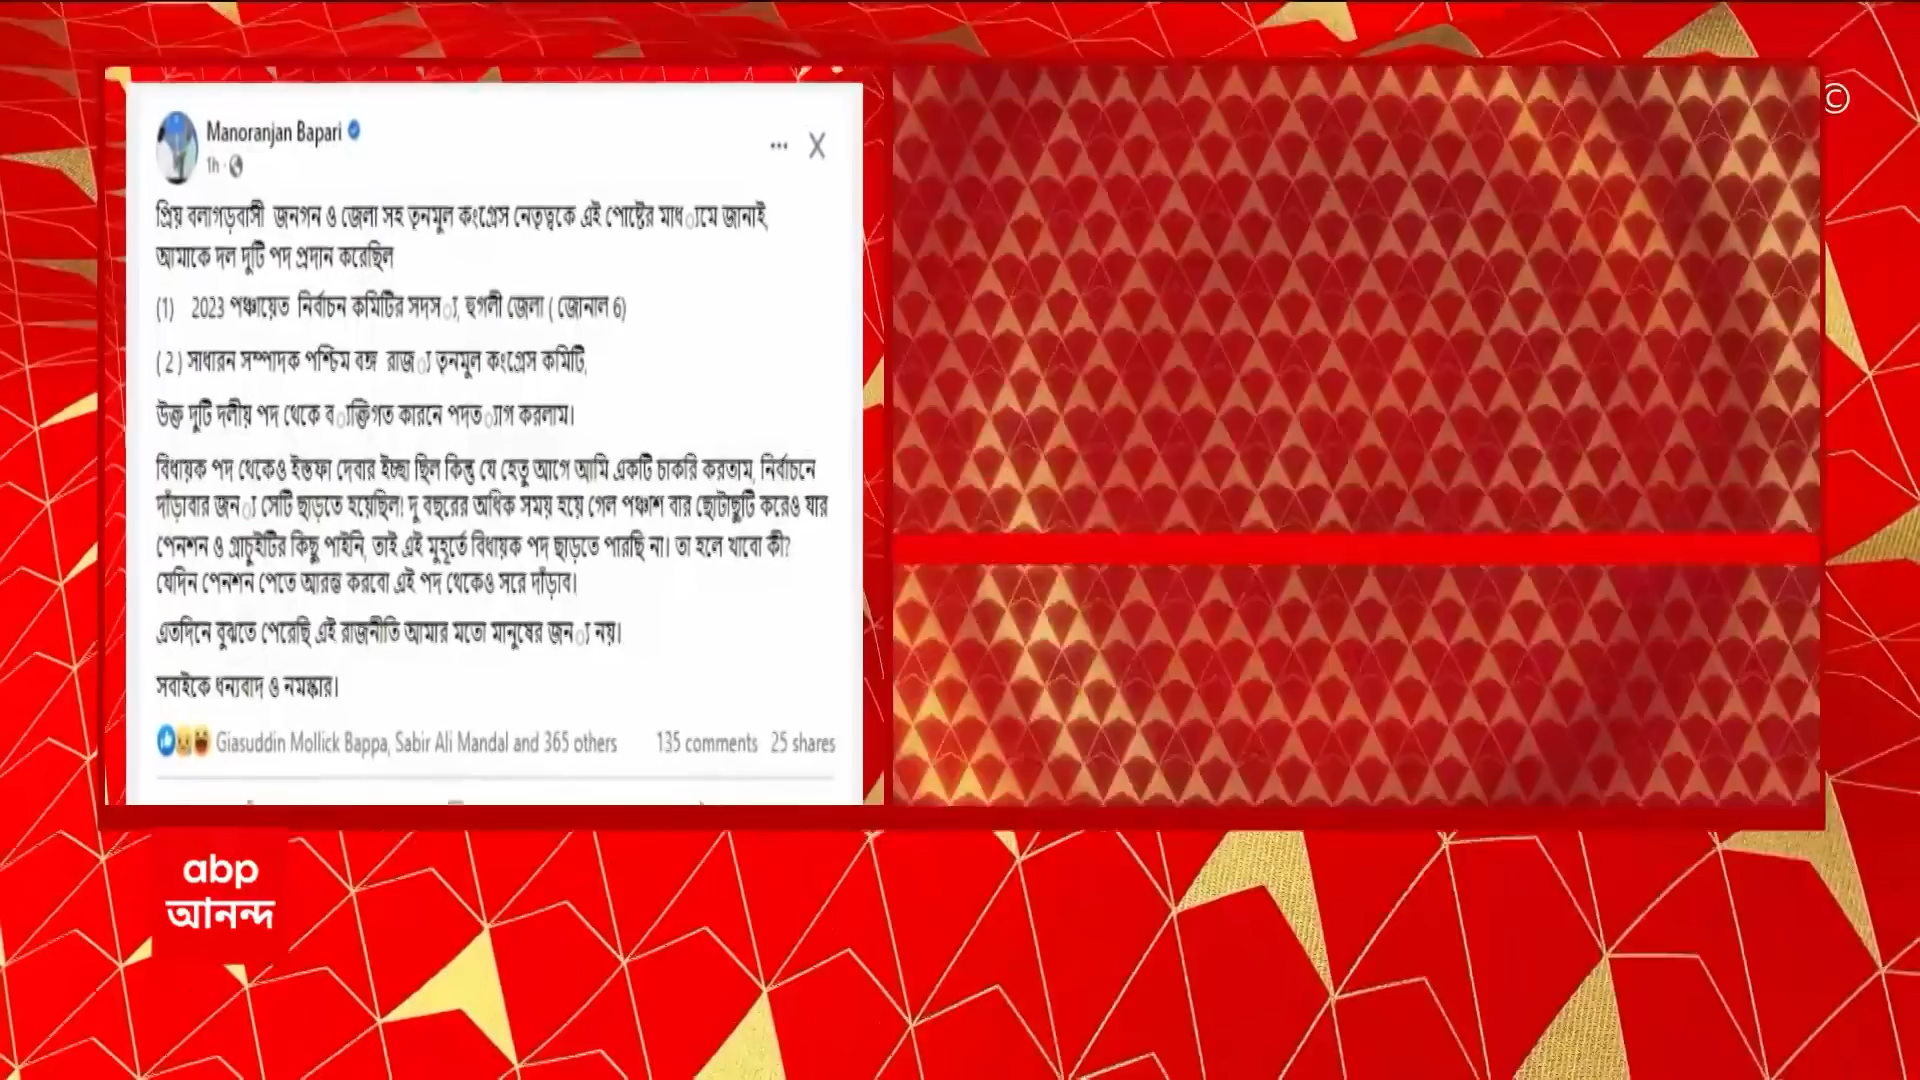 Manoranjan Bapari
1h
প্রিয় বলাগড়বাসী জনগন ও জেলা সহ তৃনমুল কংগ্রেস নেতৃত্বকে এই পোষ্টের মাধ্যমে জানাই,
আমাকে দল দুটি পদ প্রদান করেছিল
(1) 2023 পঞ্চায়েত নির্বাচন কমিটির সদস্য, হুগলী জেলা ( জোনাল 6)
( 2 ) সাধারন সম্পাদক পশ্চিম বঙ্গ রাজ্য তৃনমুল কংগ্রেস কমিটি,
উক্ত দুটি দলীয় পদ থেকে ব্যাক্তিগত কারনে পদত্যাগ করলাম।
বিধায়ক পদ থেকেও ইস্তফা দেবার ইচ্ছা ছিল কিন্তু যে হেতু আগে আমি একটি চাকরি করতাম, নির্বাচনে
দাঁড়াবার জন্য সেটি ছাড়তে হয়েছিল! দু বছরের অধিক সময় হয়ে গেল পঞ্চাশ বার ছোটাছুটি করেও যার
পেনশন ও গ্রাচুইটির কিছু পাইনি, তাই এই মুহূর্তে বিধায়ক পদ ছাড়তে পারছি না। তা হলে খাবো কী?
যেদিন পেনশন পেতে আরম্ভ করবো এই পদ থেকেও সরে দাঁড়াব।
এতদিনে বুঝতে পেরেছি এই রাজনীতি আমার মতো মানুষের জন্য নয়।
সবাইকে ধন্যবাদ ও নমস্কার।
Giasuddin Mollick Bappa, Sabir Ali Mandal and 365 others 135 comments 25 shares
©
abp
আনন্দ